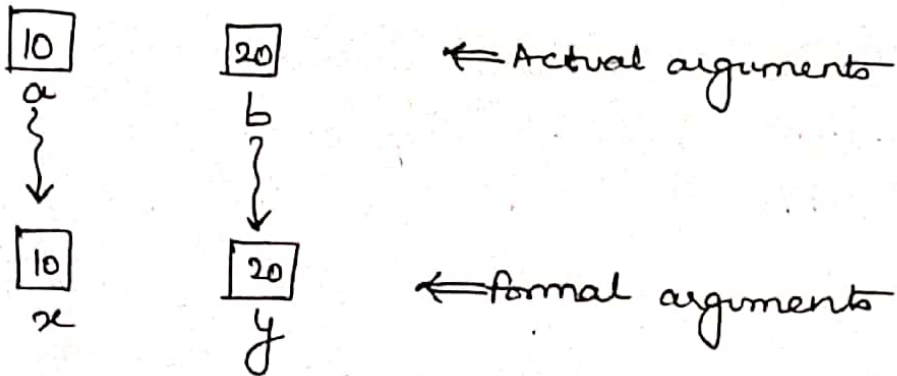 10 20 ⇐ Actual arguments
a b
10 20 ⇐ formal arguments
x y